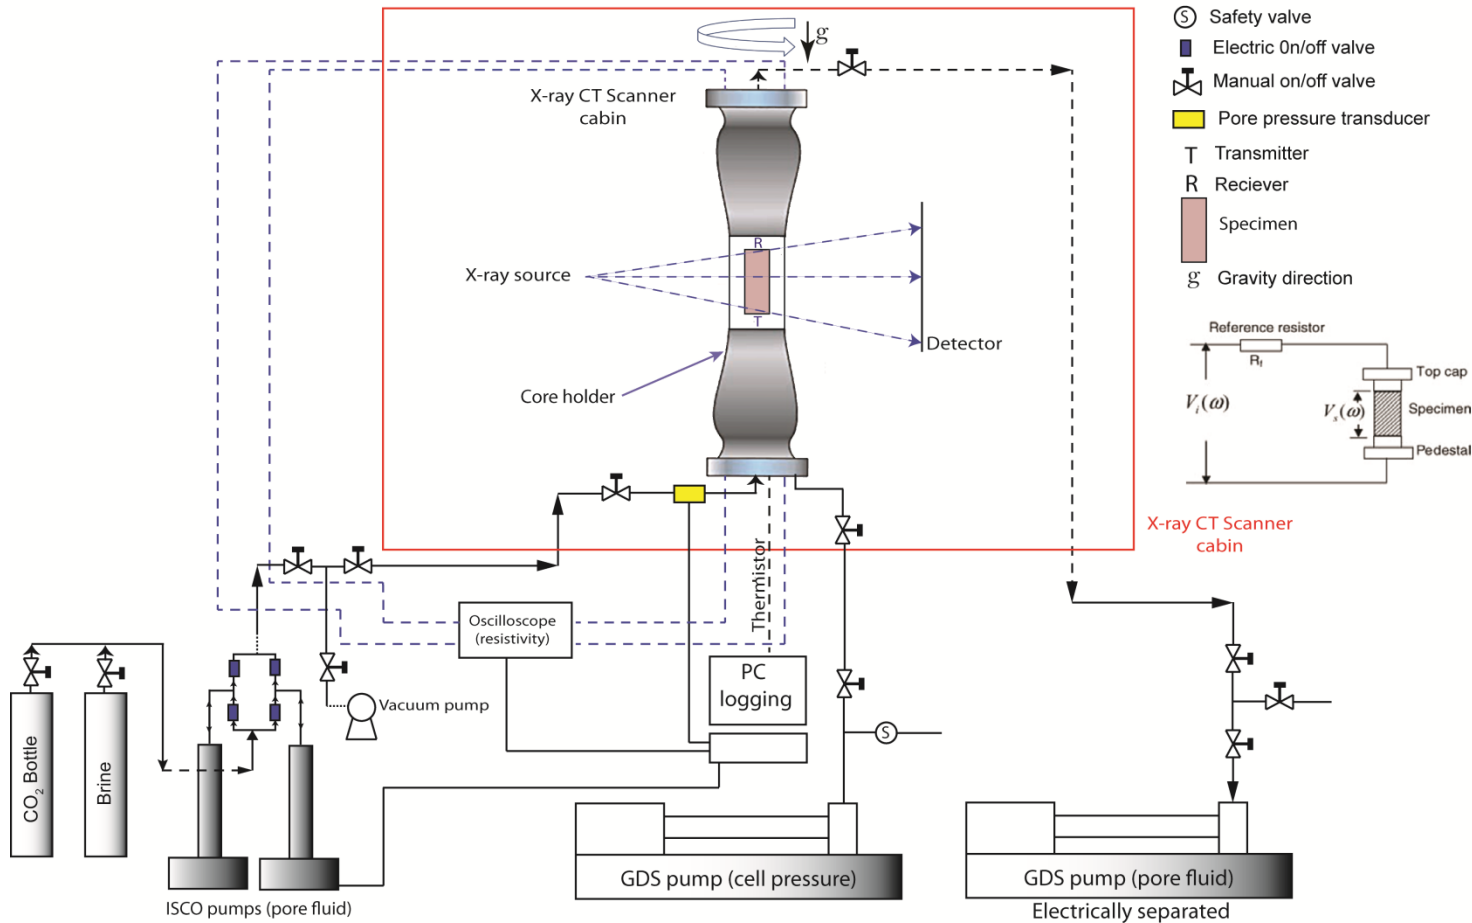 g
X-ray CT Scanner
cabin
R
X-ray source
T
Detector
Core holder
Thermistor
Oscilloscope
(resistivity)
PC
logging
Vacuum pump
S
CO₂ Bottle
Brine
ISCO pumps (pore fluid)
GDS pump (cell pressure)
GDS pump (pore fluid)
Electrically separated
S Safety valve
Electric 0n/off valve
Manual on/off valve
Pore pressure transducer
T Transmitter
R Reciever
Specimen
g Gravity direction
Reference resistor
Rf
Top cap
Vi(ω)
Vs(ω)
Specimen
Pedestal
X-ray CT Scanner
cabin